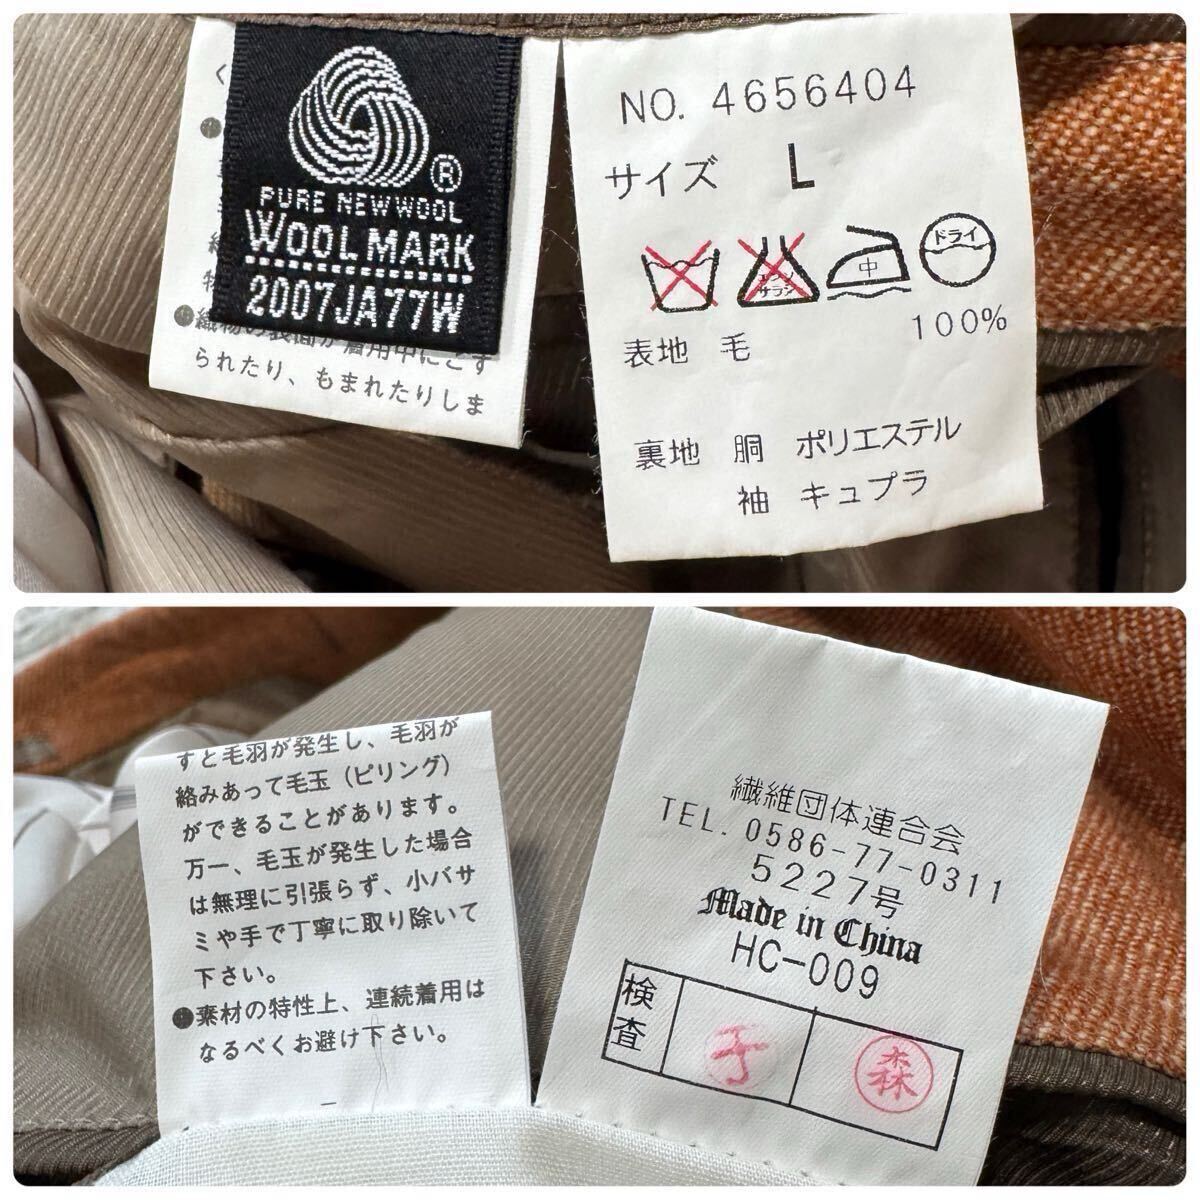 く
PURE NEW WOOL
WOOLMARK
2007JA77W
られたり、もまれたりしま
NO. 4656404
サイズ L
エンソ
サラシ
中
ドライ
表地 毛 100%
裏地 胴 ポリエステル
袖 キュプラ
すと毛羽が発生し、毛羽が
絡みあって毛玉（ピリング）
ができることがあります。
万一、毛玉が発生した場合
は無理に引張らず、小バサ
ミや手で丁寧に取り除いて
下さい。
●素材の特性上、連続着用は
なるべくお避け下さい。
繊維団体連合会
TEL. 0586-77-0311
5227号
Made in China
HC-009
検査
于
森